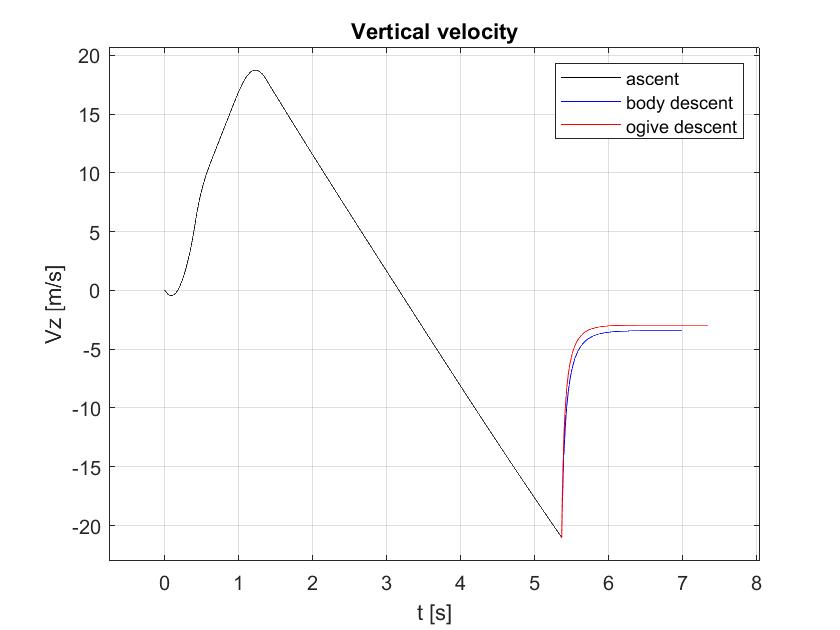 Vertical velocity
20
15
10
5
0
-5
-10
-15
-20
Vz [m/s]
ascent
body descent
ogive descent
0 1 2 3 4 5 6 7 8
t [s]